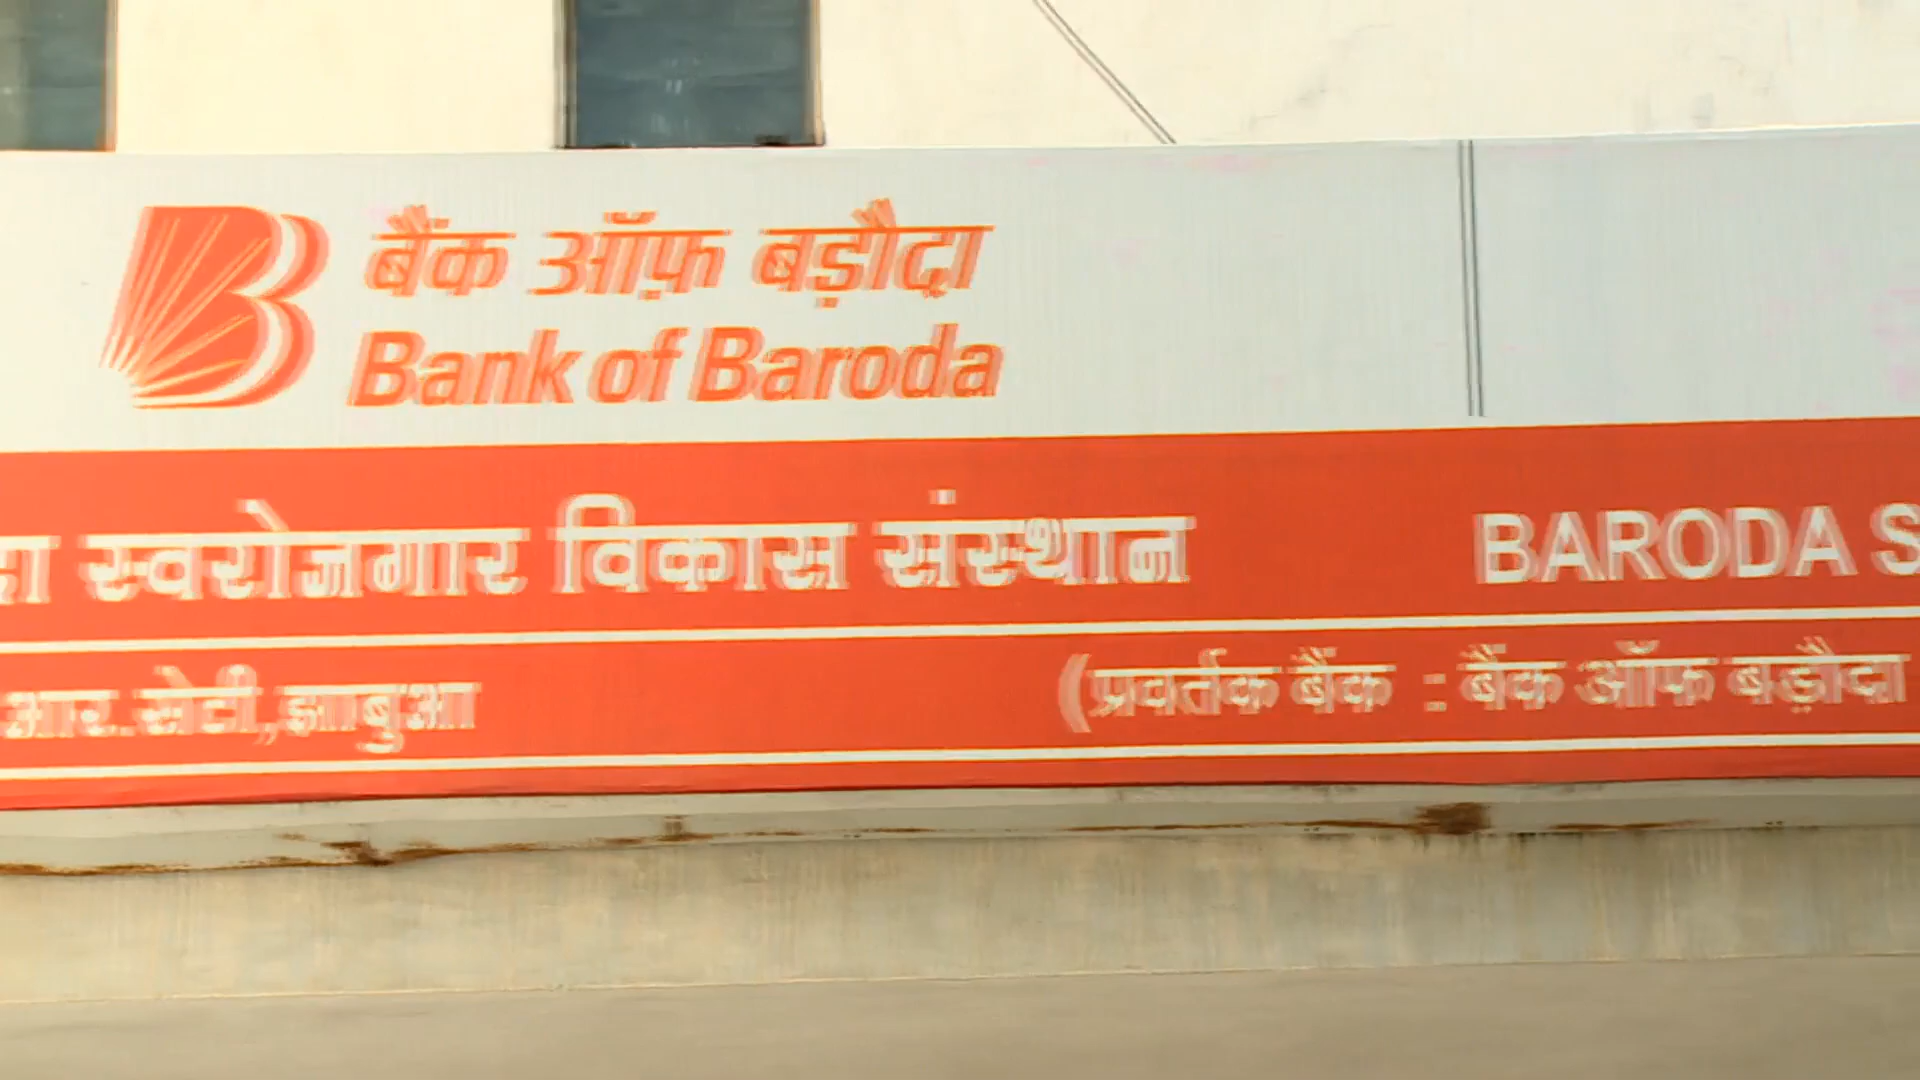 बैंक ऑफ़ बड़ौदा
Bank of Baroda
स्वरोजगार विकास संस्थान BARODA S
आर.सेटी,झाबुआ (प्रवर्तक बैंक : बैंक ऑफ बड़ौदा